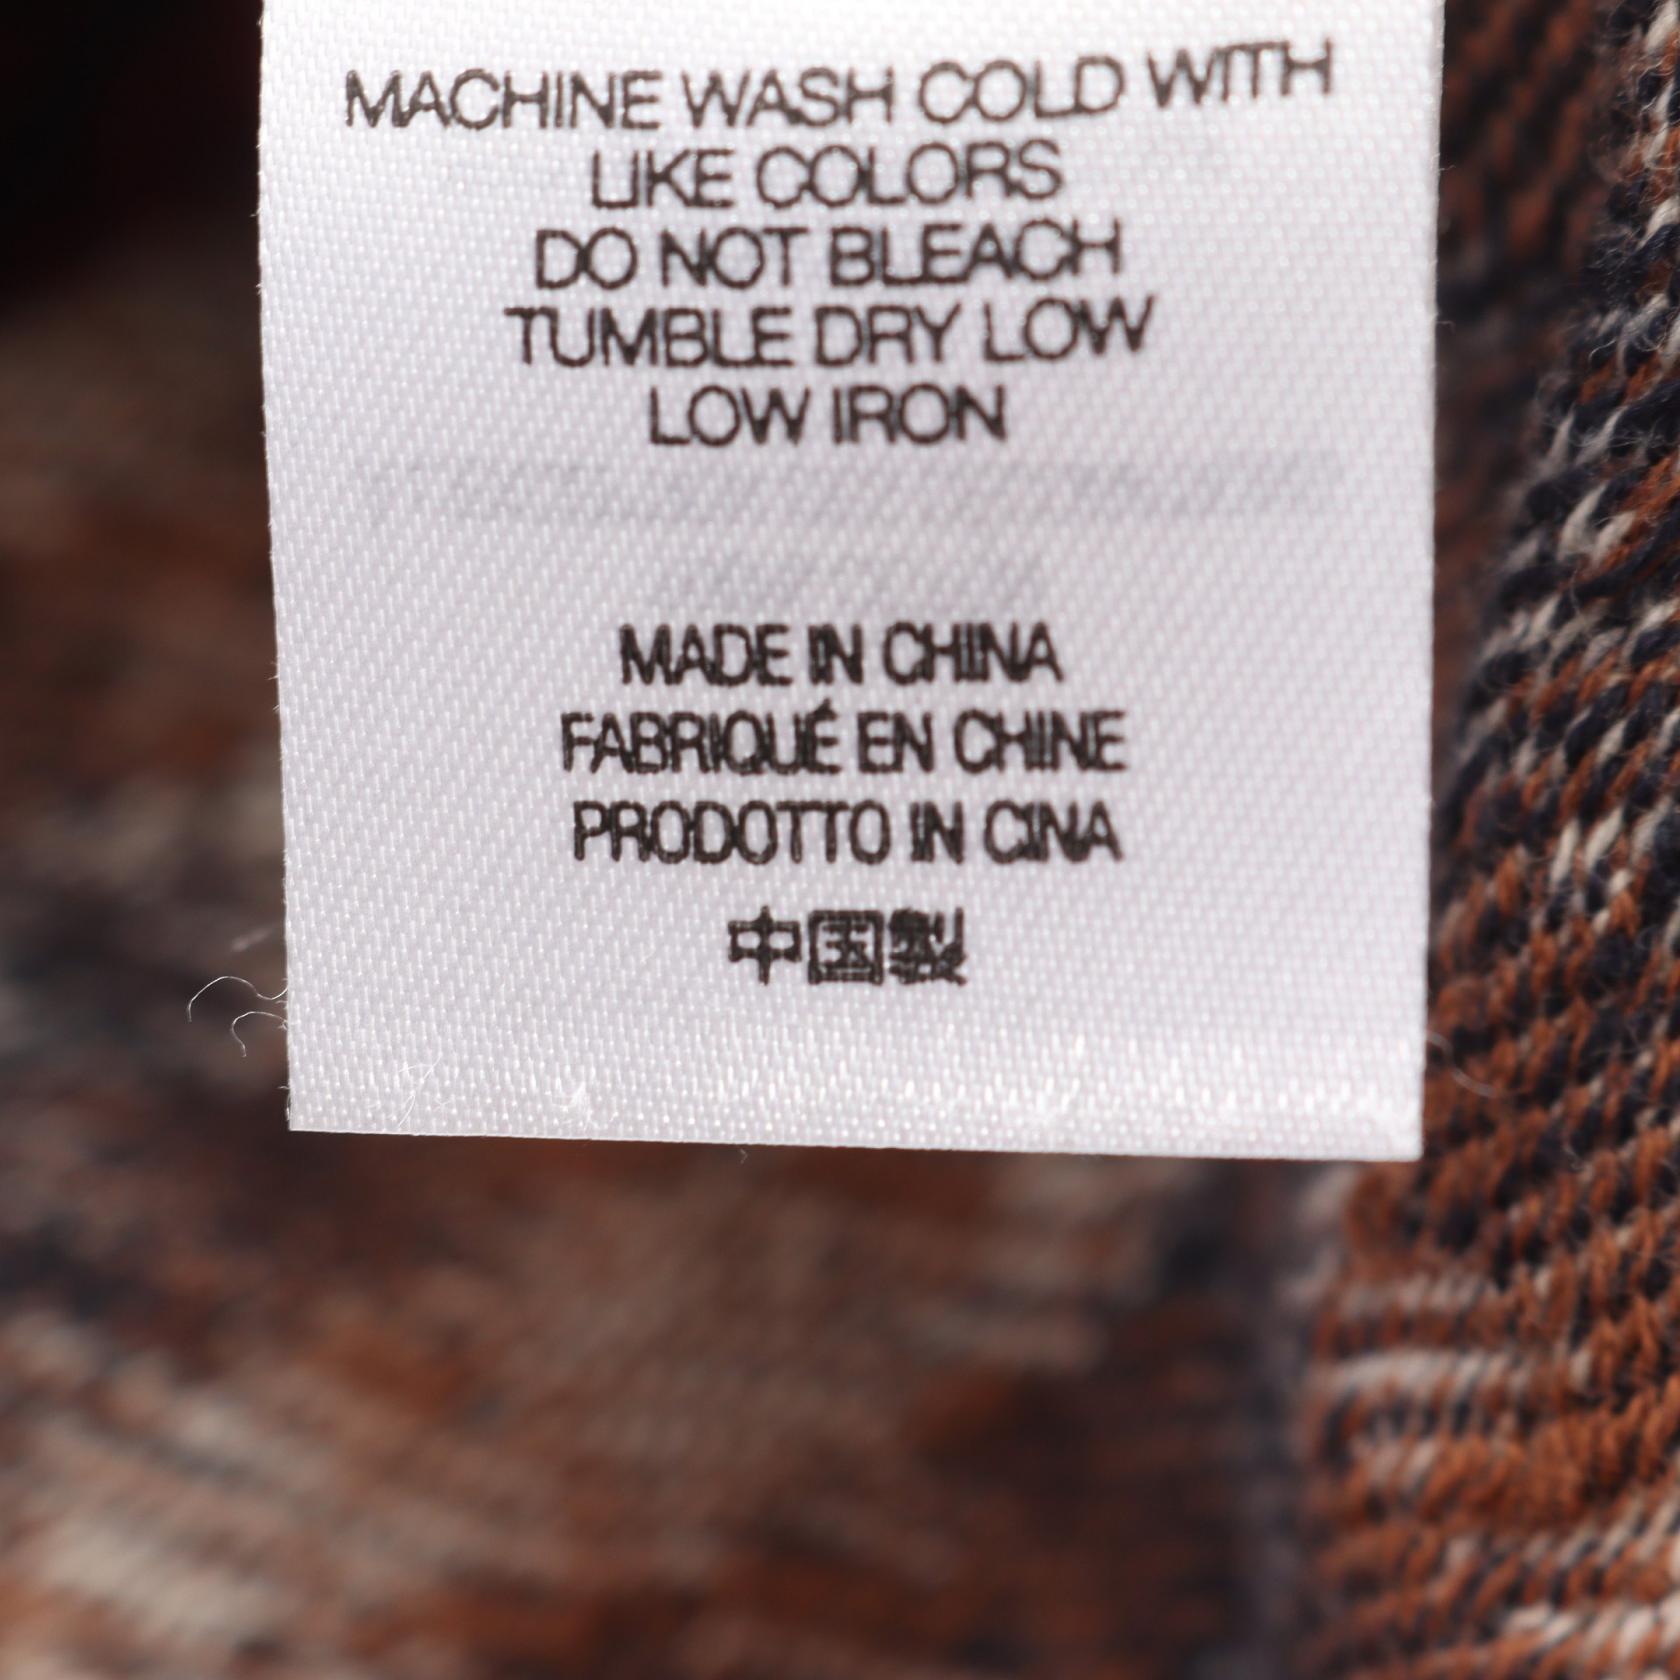 MACHINE WASH COLD WITH
LIKE COLORS
DO NOT BLEACH
TUMBLE DRY LOW
LOW IRON
MADE IN CHINA
FABRIQUÉ EN CHINE
PRODOTTO IN CINA
中国製